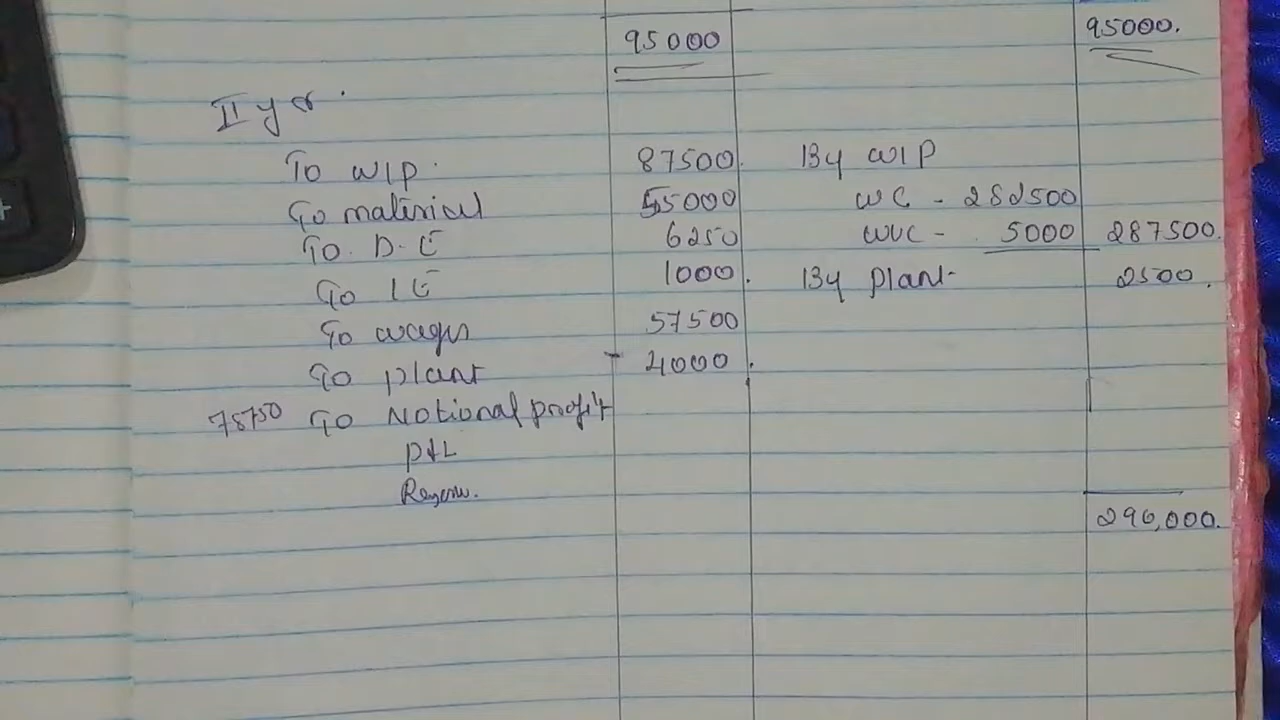 95000 95000.
II yr.
To WIP. 87500. By WIP
To material 55000 WC - 282500
To. D.E 6250 WUC - 5000 287500.
To IE 1000. By plant 2500.
To wages 57500
To plant 4000.
78750 To Notional profit
P&L
Reserve.
290,000.